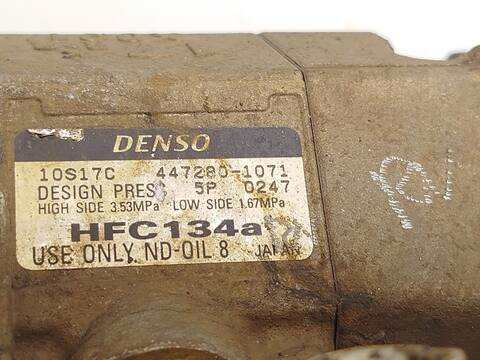 DENSO
10S17C 447280-1071
DESIGN PRES 5P 0247
HIGH SIDE 3.53MPa LOW SIDE 1.67MPa
HFC134a
USE ONLY ND-OIL 8 JAPAN